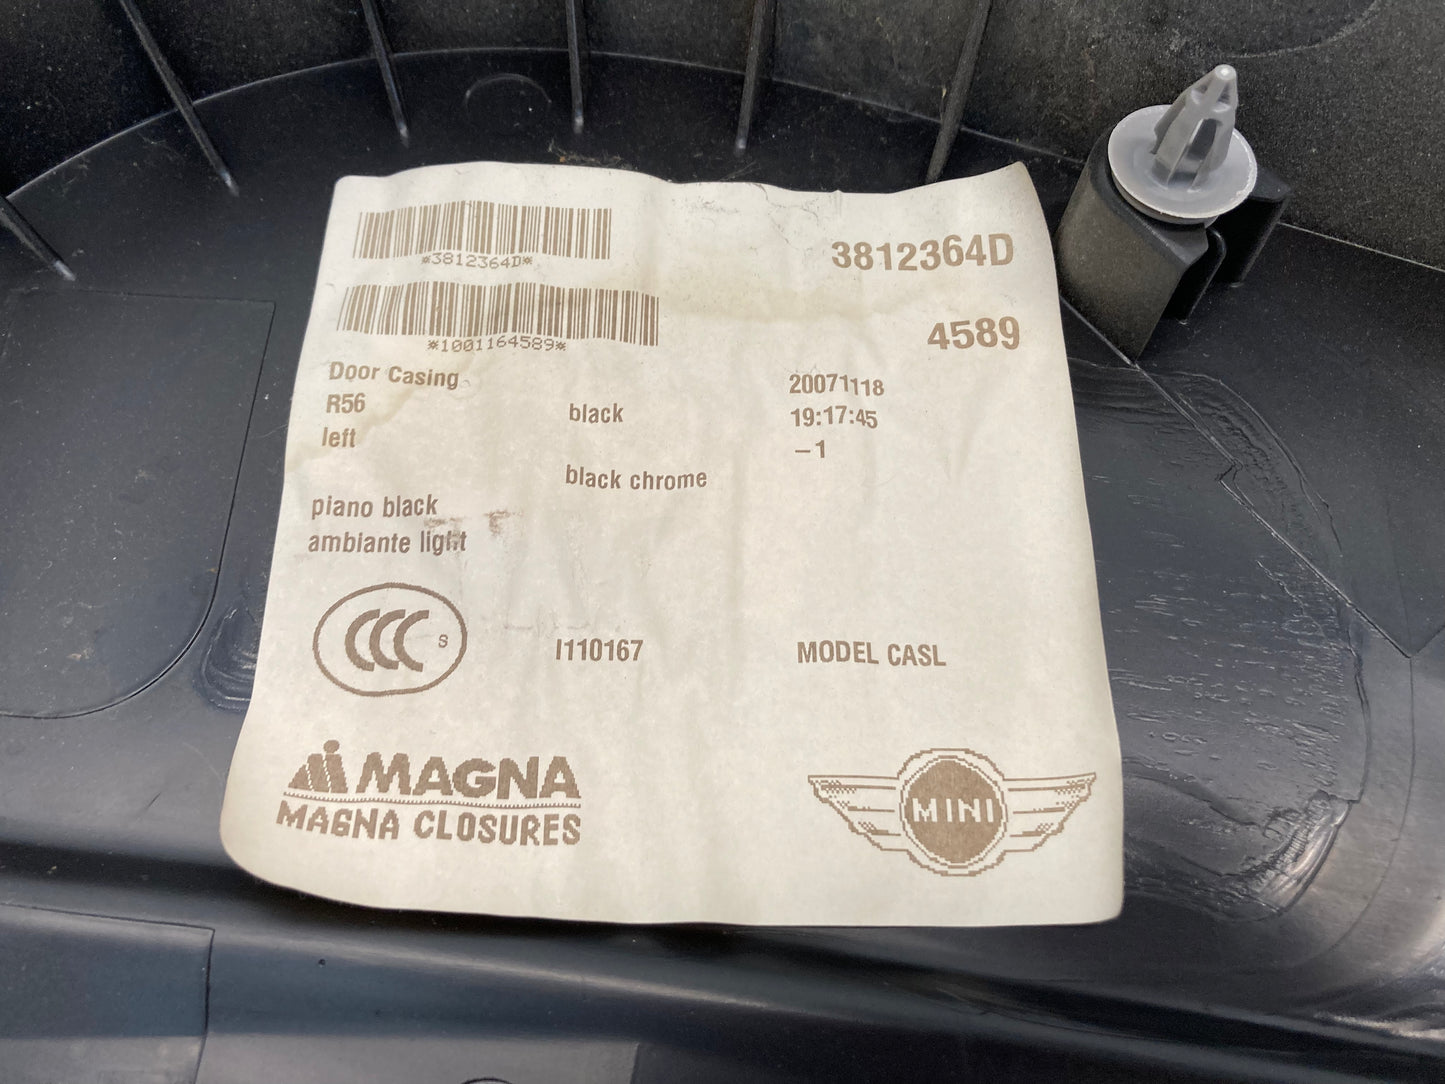 *3812364D*
3812364D
*1001164589*
4589
Door Casing
R56
left
black
20071118
19:17:45
–1
black chrome
piano black
ambiante light
CCC S
I110167
MODEL CASL
MAGNA
MAGNA CLOSURES
MINI